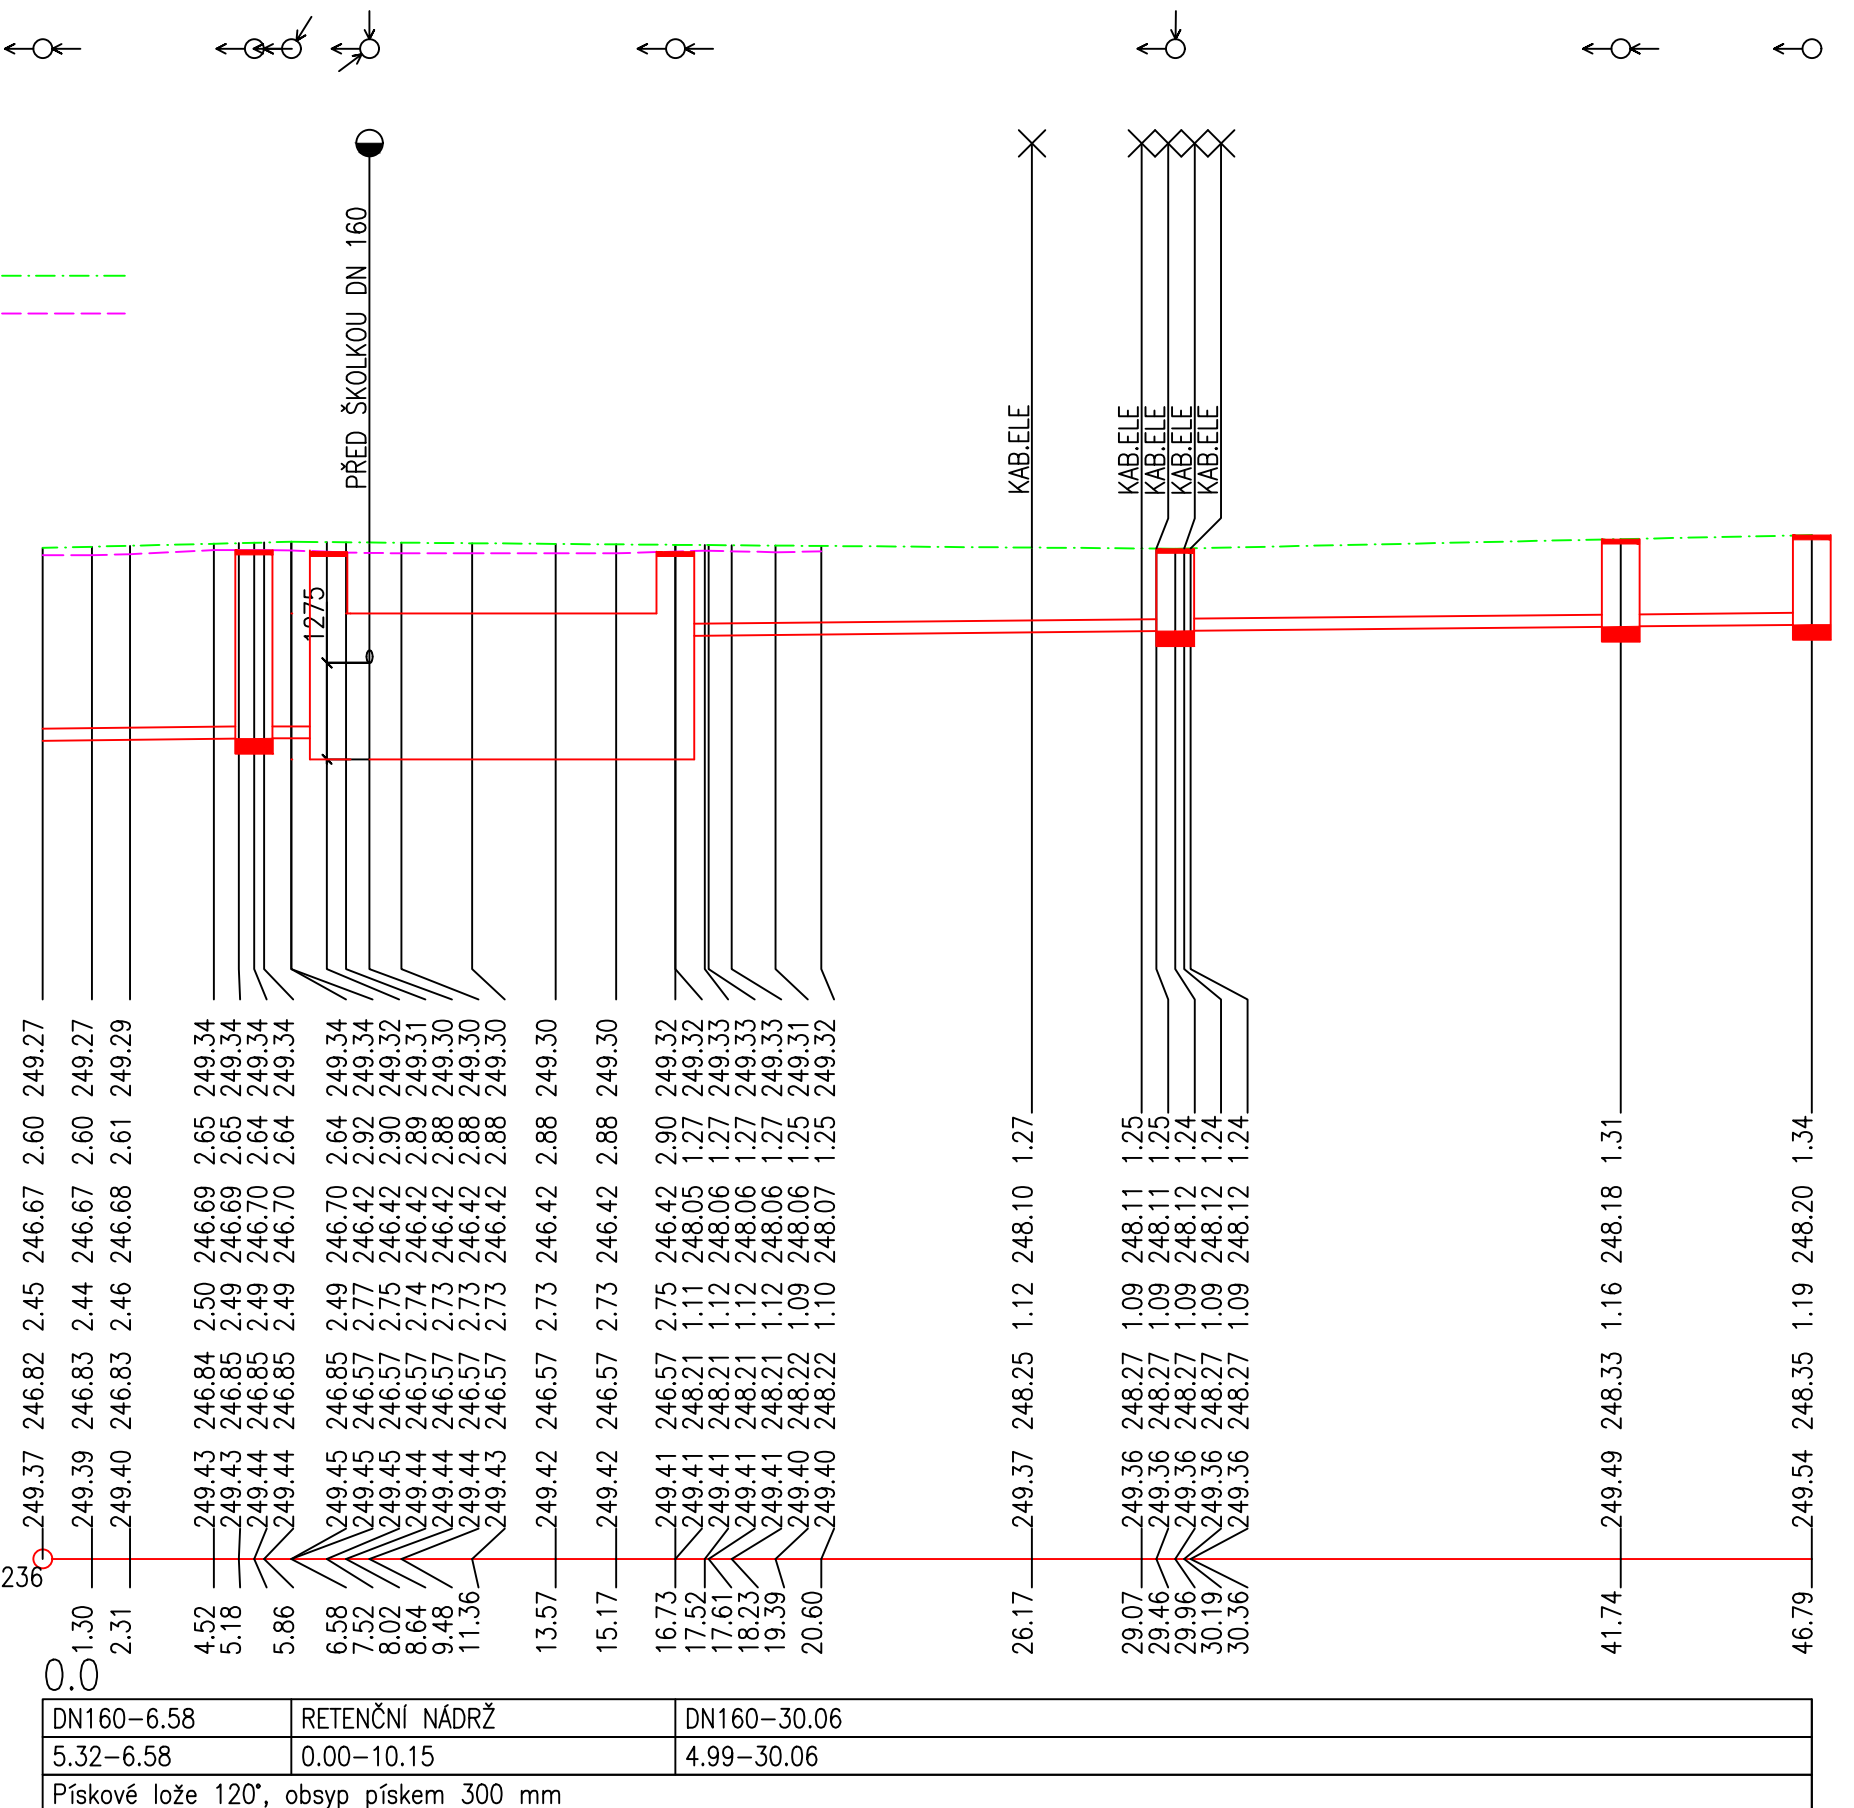 PŘED ŠKOLKOU DN 160
KAB.ELE
KAB.ELE
KAB.ELE
KAB.ELE
KAB.ELE
1275
249.27 249.27 249.29 249.34 249.34 249.34 249.34 249.34 249.34 249.32 249.31 249.30 249.30 249.30 249.30 249.30 249.32 249.32 249.33 249.33 249.33 249.31 249.32
2.60 2.60 2.61 2.65 2.65 2.64 2.64 2.64 2.92 2.90 2.89 2.88 2.88 2.88 2.88 2.88 2.90 1.27 1.27 1.27 1.27 1.25 1.25 1.27 1.25 1.25 1.24 1.24 1.24 1.31 1.34
246.67 246.67 246.68 246.69 246.69 246.70 246.70 246.70 246.42 246.42 246.42 246.42 246.42 246.42 246.42 246.42 246.42 248.05 248.06 248.06 248.06 248.06 248.07 248.10 248.11 248.11 248.12 248.12 248.12 248.18 248.20
2.45 2.44 2.46 2.50 2.49 2.49 2.49 2.49 2.77 2.75 2.74 2.73 2.73 2.73 2.73 2.73 2.75 1.11 1.12 1.12 1.12 1.09 1.10 1.12 1.09 1.09 1.09 1.09 1.09 1.16 1.19
246.82 246.83 246.83 246.84 246.85 246.85 246.85 246.85 246.57 246.57 246.57 246.57 246.57 246.57 246.57 246.57 246.57 248.21 248.21 248.21 248.21 248.22 248.22 248.25 248.27 248.27 248.27 248.27 248.27 248.33 248.35
249.37 249.39 249.40 249.43 249.43 249.44 249.44 249.45 249.45 249.45 249.44 249.44 249.44 249.43 249.42 249.42 249.41 249.41 249.41 249.41 249.41 249.40 249.40 249.37 249.36 249.36 249.36 249.36 249.36 249.49 249.54
236
1.30 2.31 4.52 5.18 5.86 6.58 7.52 8.02 8.64 9.48 11.36 13.57 15.17 16.73 17.52 17.61 18.23 19.39 20.60 26.17 29.07 29.46 29.96 30.19 30.36 41.74 46.79
0.0
DN160-6.58 RETENČNÍ NÁDRŽ DN160-30.06
5.32-6.58 0.00-10.15 4.99-30.06
Pískové lože 120°, obsyp pískem 300 mm